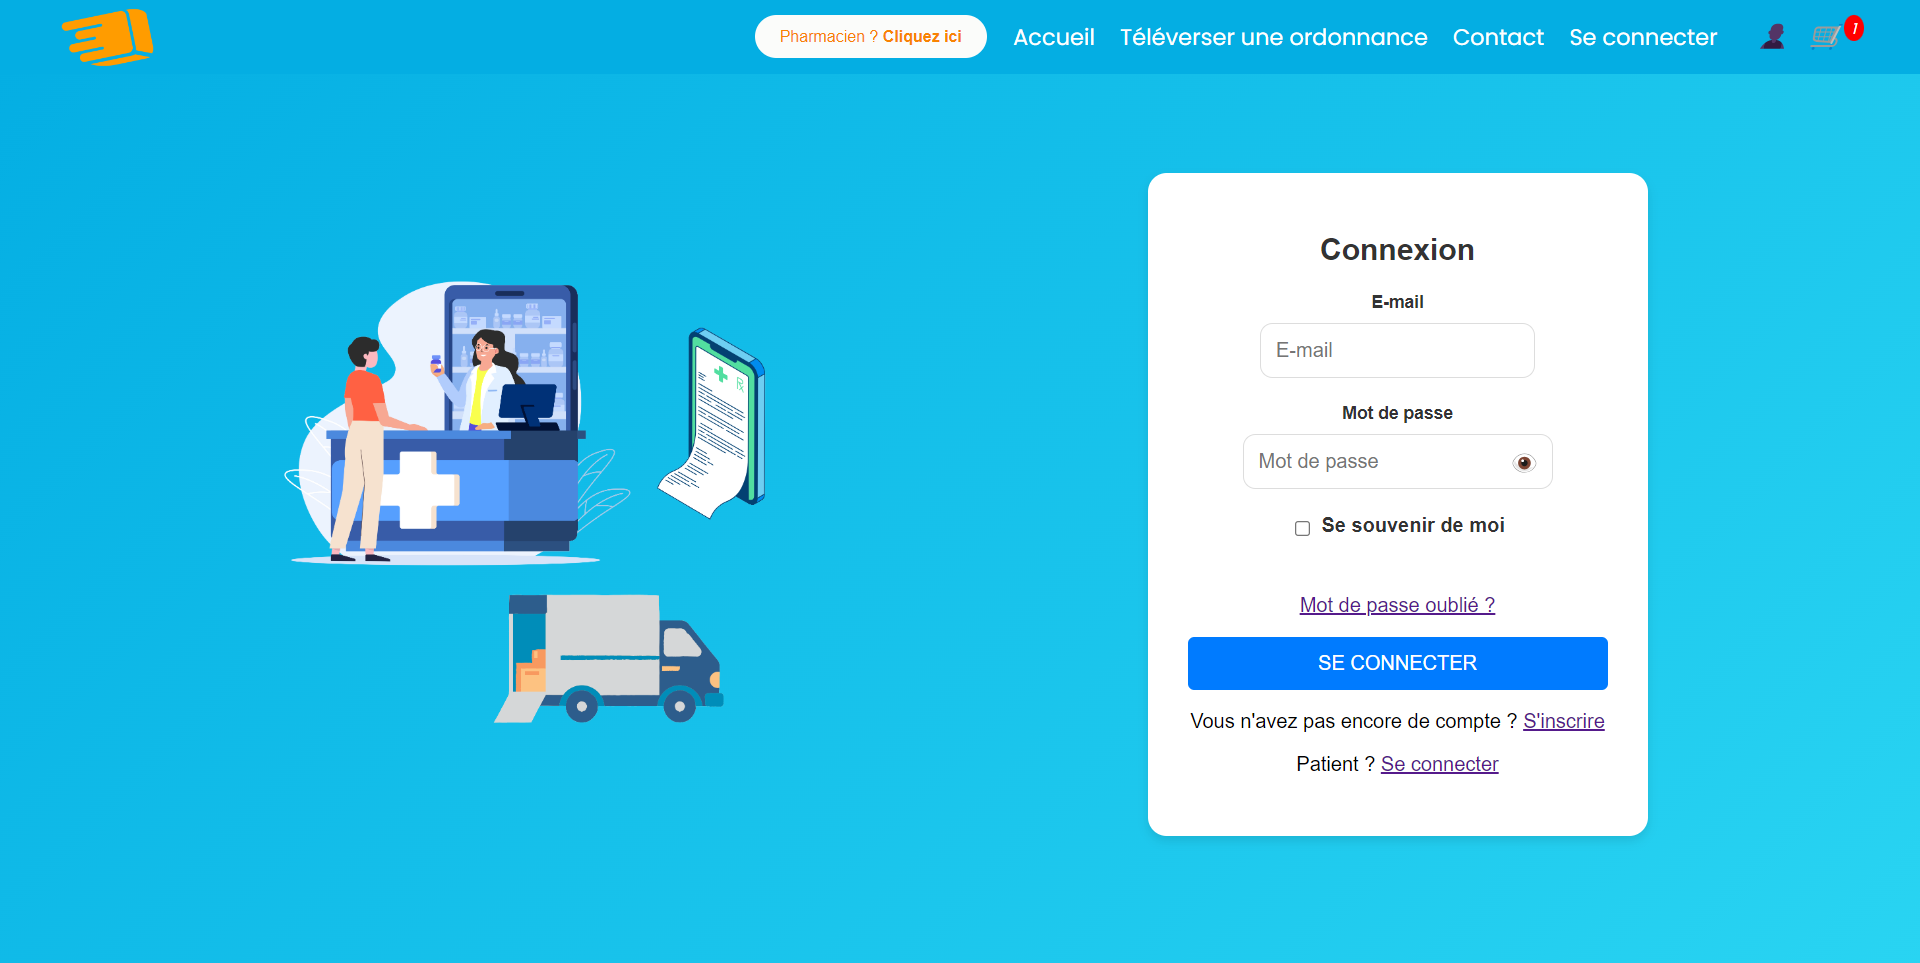 Pharmacien ? Cliquez ici
Accueil
Téléverser une ordonnance
Contact
Se connecter
1
Connexion
E-mail
E-mail
Mot de passe
Mot de passe
Se souvenir de moi
Mot de passe oublié ?
SE CONNECTER
Vous n'avez pas encore de compte ? S'inscrire
Patient ? Se connecter